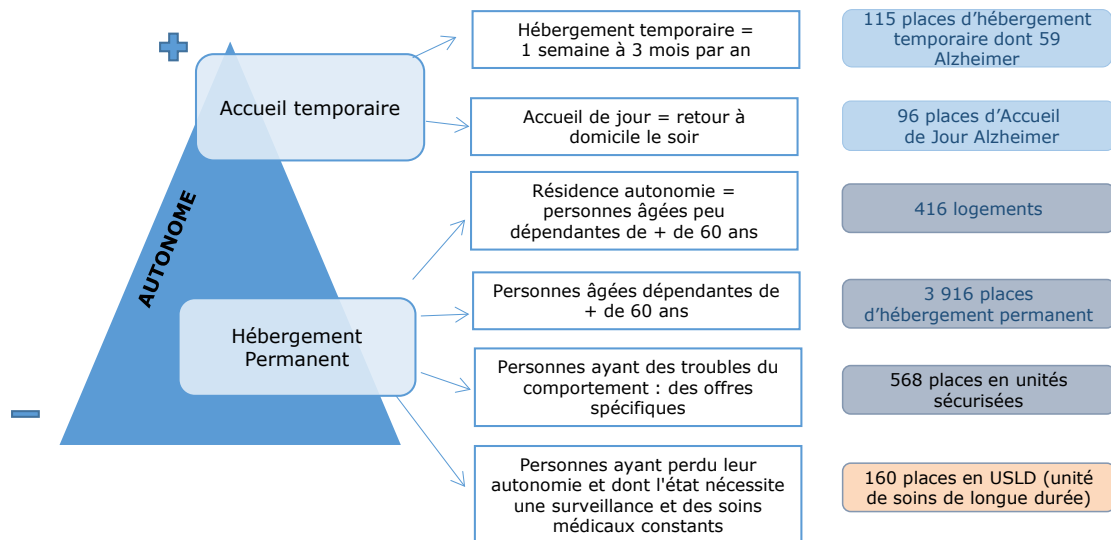 Hébergement temporaire =
1 semaine à 3 mois par an
115 places d’hébergement
temporaire dont 59
Alzheimer
Accueil temporaire
Accueil de jour = retour à
domicile le soir
96 places d’Accueil
de Jour Alzheimer
AUTONOME
Résidence autonomie =
personnes âgées peu
dépendantes de + de 60 ans
416 logements
Hébergement
Permanent
Personnes âgées dépendantes de
+ de 60 ans
3 916 places
d’hébergement permanent
Personnes ayant des troubles du
comportement : des offres
spécifiques
568 places en unités
sécurisées
Personnes ayant perdu leur
autonomie et dont l'état nécessite
une surveillance et des soins
médicaux constants
160 places en USLD (unité
de soins de longue durée)